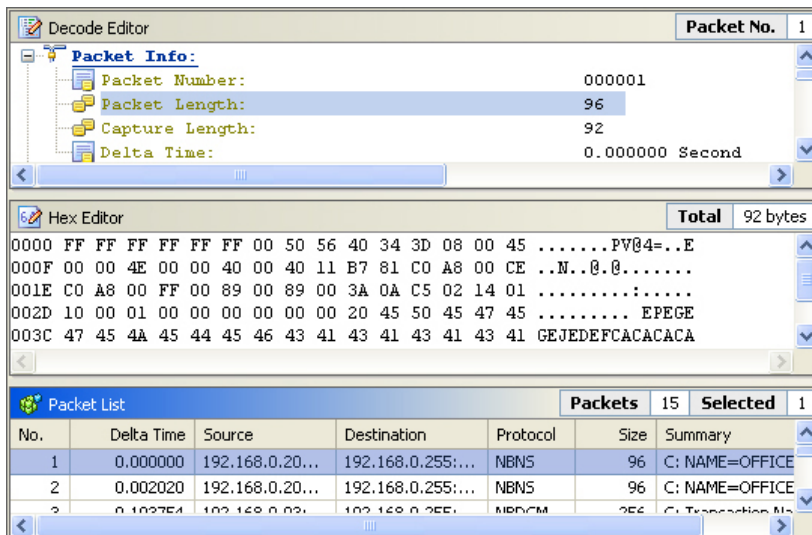 Decode Editor Packet No. 1
Packet Info:
Packet Number: 000001
Packet Length: 96
Capture Length: 92
Delta Time: 0.000000 Second
Hex Editor Total 92 bytes
0000 FF FF FF FF FF FF 00 50 56 40 34 3D 08 00 45 .......PV@4=..E
000F 00 00 4E 00 00 40 00 40 11 B7 81 C0 A8 00 CE ..N..@.@.......
001E C0 A8 00 FF 00 89 00 89 00 3A 0A C5 02 14 01 .........:.....
002D 10 00 01 00 00 00 00 00 00 20 45 50 45 47 45 ......... EPEGE
003C 47 45 4A 45 44 45 46 43 41 43 41 43 41 43 41 GEJEDEFCACACACA
Packet List Packets 15 Selected 1
No. Delta Time Source Destination Protocol Size Summary
1 0.000000 192.168.0.20... 192.168.0.255:... NBNS 96 C: NAME=OFFICE
2 0.002020 192.168.0.20... 192.168.0.255:... NBNS 96 C: NAME=OFFICE